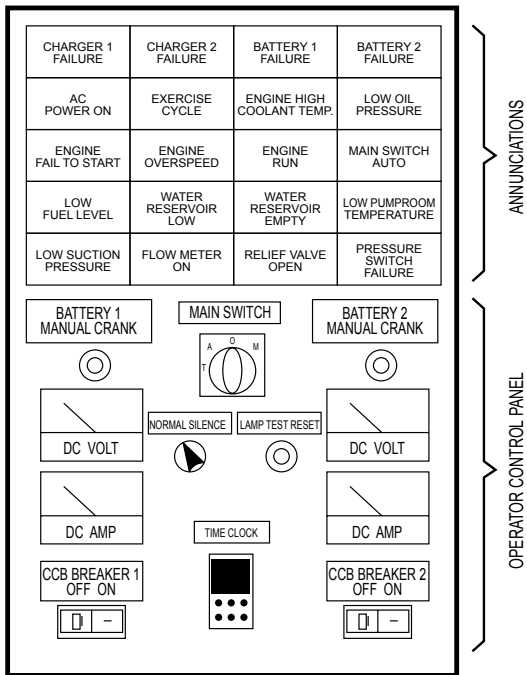 CHARGER 1
FAILURE
CHARGER 2
FAILURE
BATTERY 1
FAILURE
BATTERY 2
FAILURE
AC
POWER ON
EXERCISE
CYCLE
ENGINE HIGH
COOLANT TEMP.
LOW OIL
PRESSURE
ENGINE
FAIL TO START
ENGINE
OVERSPEED
ENGINE
RUN
MAIN SWITCH
AUTO
LOW
FUEL LEVEL
WATER
RESERVOIR
LOW
WATER
RESERVOIR
EMPTY
LOW PUMPROOM
TEMPERATURE
LOW SUCTION
PRESSURE
FLOW METER
ON
RELIEF VALVE
OPEN
PRESSURE
SWITCH
FAILURE
ANNUNCIATIONS
BATTERY 1
MANUAL CRANK
MAIN SWITCH
BATTERY 2
MANUAL CRANK
T A O M
DC VOLT
NORMAL SILENCE
LAMP TEST RESET
DC VOLT
DC AMP
TIME CLOCK
DC AMP
CCB BREAKER 1
OFF ON
CCB BREAKER 2
OFF ON
OPERATOR CONTROL PANEL